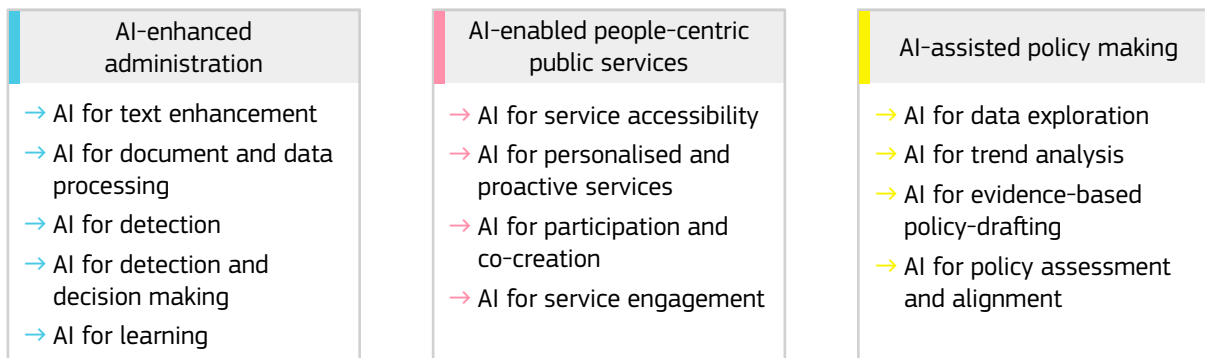 AI-enhanced
administration
→ AI for text enhancement
→ AI for document and data
processing
→ AI for detection
→ AI for detection and
decision making
→ AI for learning
AI-enabled people-centric
public services
→ AI for service accessibility
→ AI for personalised and
proactive services
→ AI for participation and
co-creation
→ AI for service engagement
AI-assisted policy making
→ AI for data exploration
→ AI for trend analysis
→ AI for evidence-based
policy-drafting
→ AI for policy assessment
and alignment